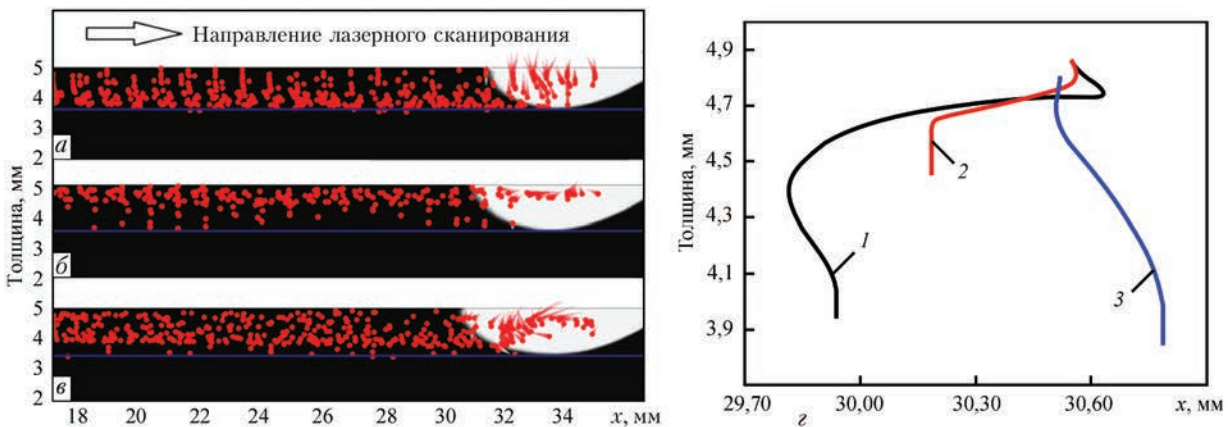 Направление лазерного сканирования
Толщина, мм
5
4
3
2
а
5
4
3
2
б
5
4
3
2
в
18 20 22 24 26 28 30 32 34 x, мм
Толщина, мм
4,9
4,7
4,5
4,3
4,1
3,9
1
2
3
29,70 30,00 30,30 30,60 x, мм
г